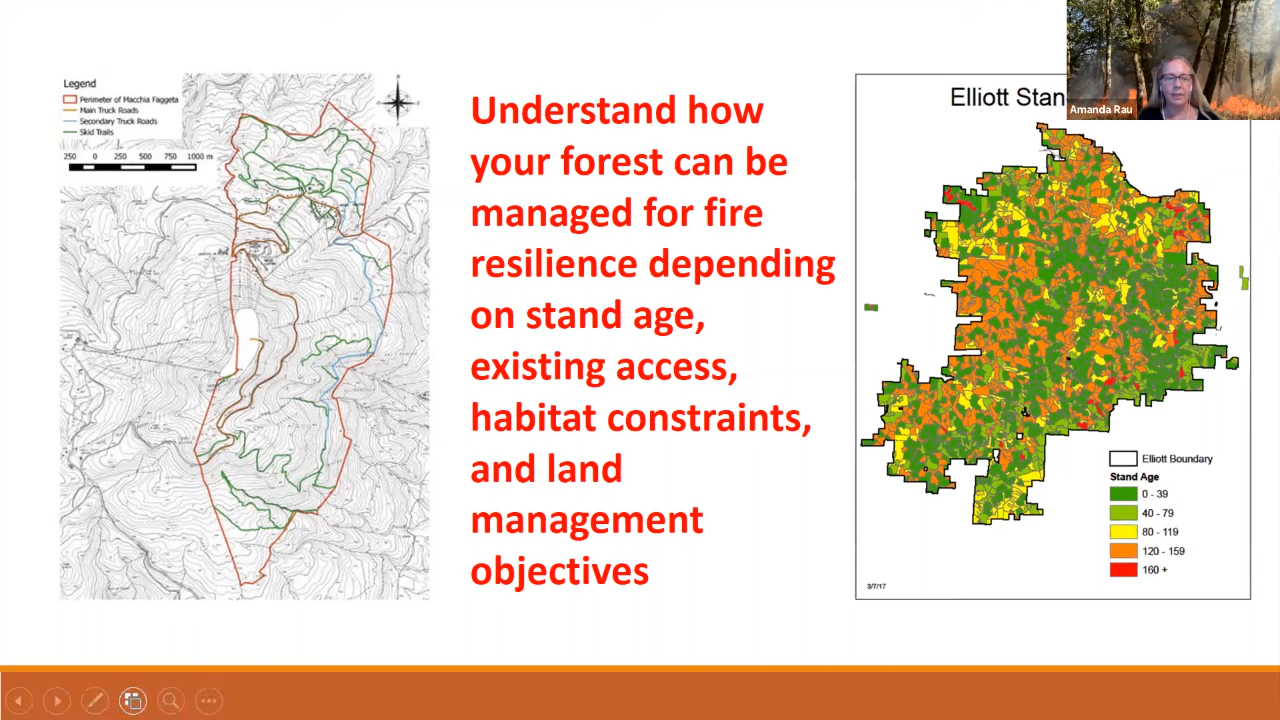 Legend
Perimeter of Macchia Faggeta
Main Truck Roads
Secondary Truck Roads
Skid Trails
250 0 250 500 750 1000 m
Understand how
your forest can be
managed for fire
resilience depending
on stand age,
existing access,
habitat constraints,
and land
management
objectives
Elliott Stan
Amanda Rau
Elliott Boundary
Stand Age
0 - 39
40 - 79
80 - 119
120 - 159
160 +
3/7/17